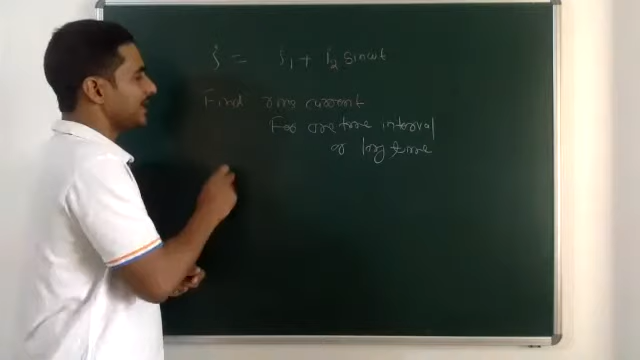 i = i₁ + i₂ sinωt
Find rms current
For one time interval
or long time